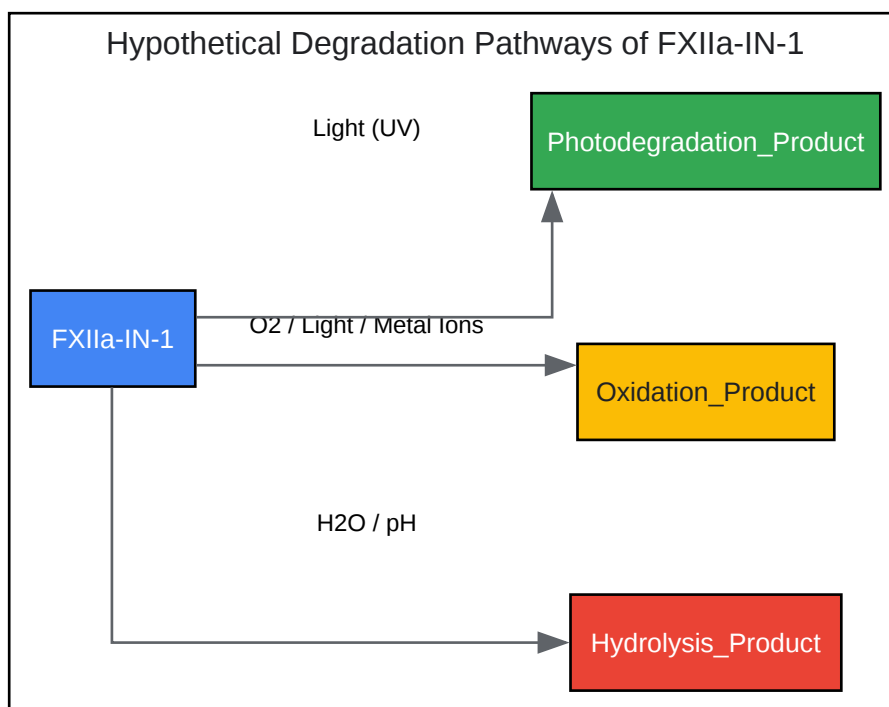 Hypothetical Degradation Pathways of FXIIa-IN-1
Light (UV)
Photodegradation_Product
O2 / Light / Metal Ions
FXIIa-IN-1
Oxidation_Product
H2O / pH
Hydrolysis_Product